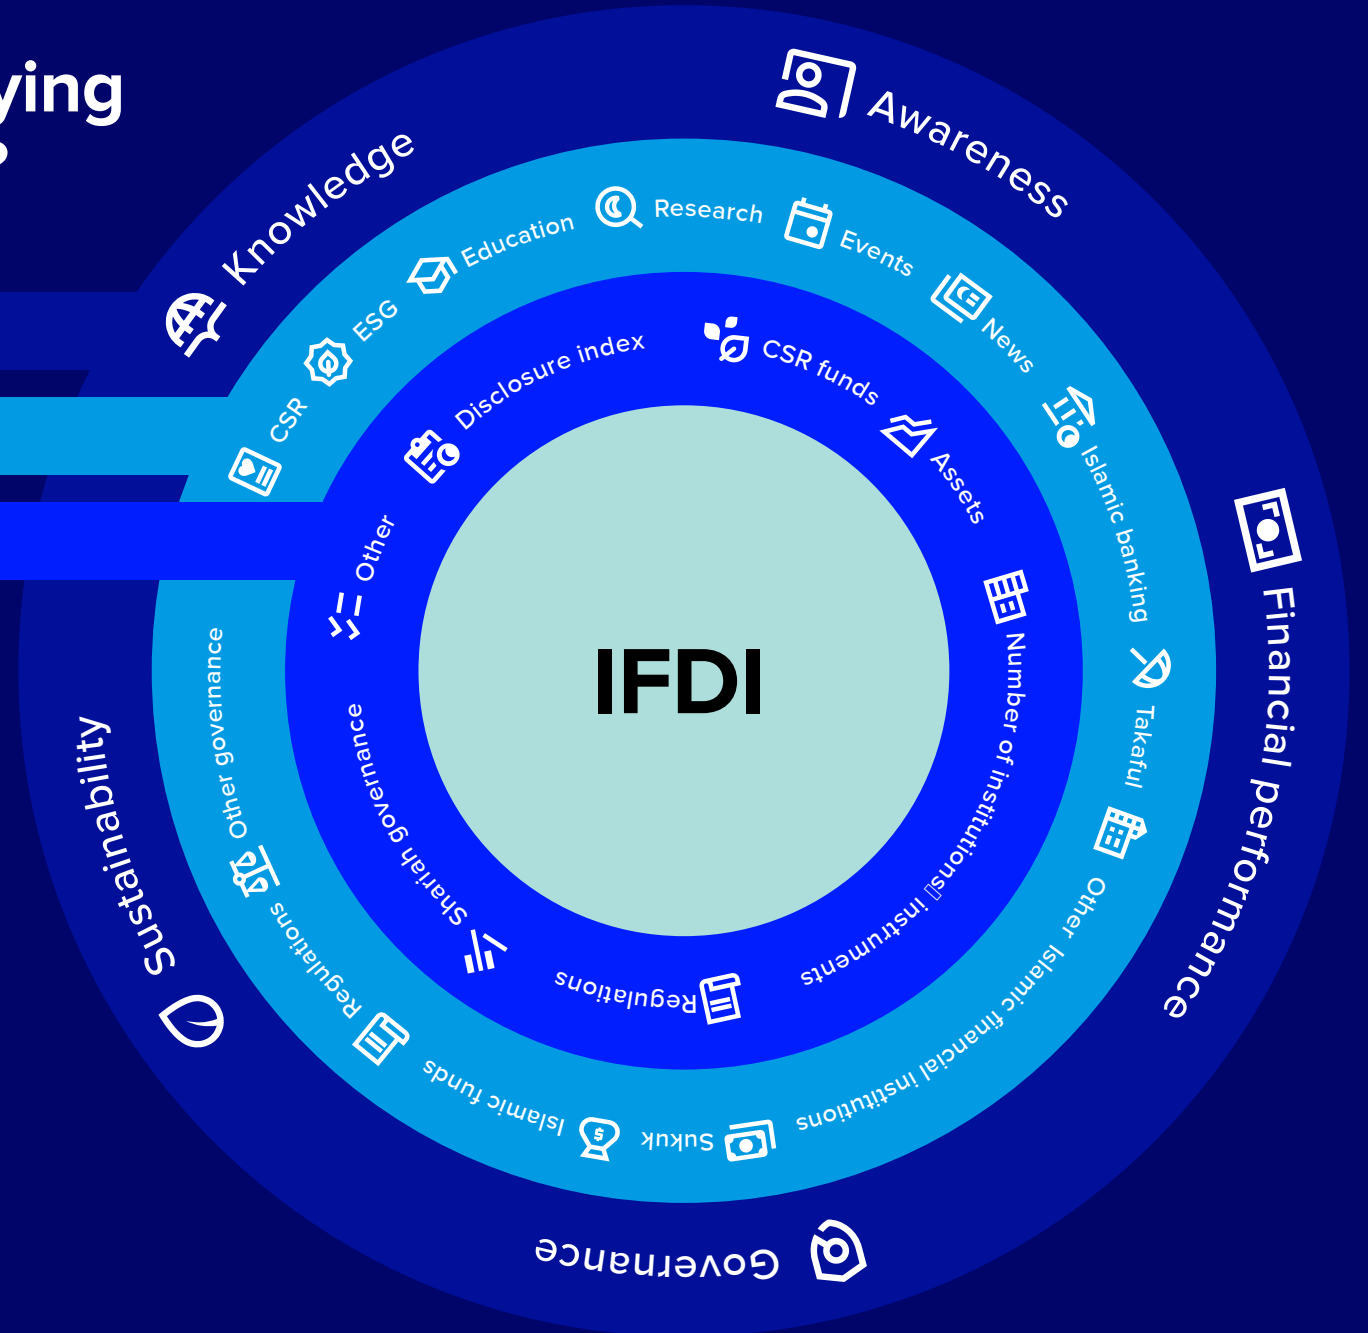 ying
Knowledge
Awareness
Financial performance
Governance
Sustainability
CSR
ESG
Education
Research
Events
News
Islamic banking
Takaful
Other Islamic financial institutions
Sukuk
Islamic funds
Regulations
Other governance
Other
Disclosure index
CSR funds
Assets
Number of institutions▯ instruments
Regulations
Shariah governance
IFDI